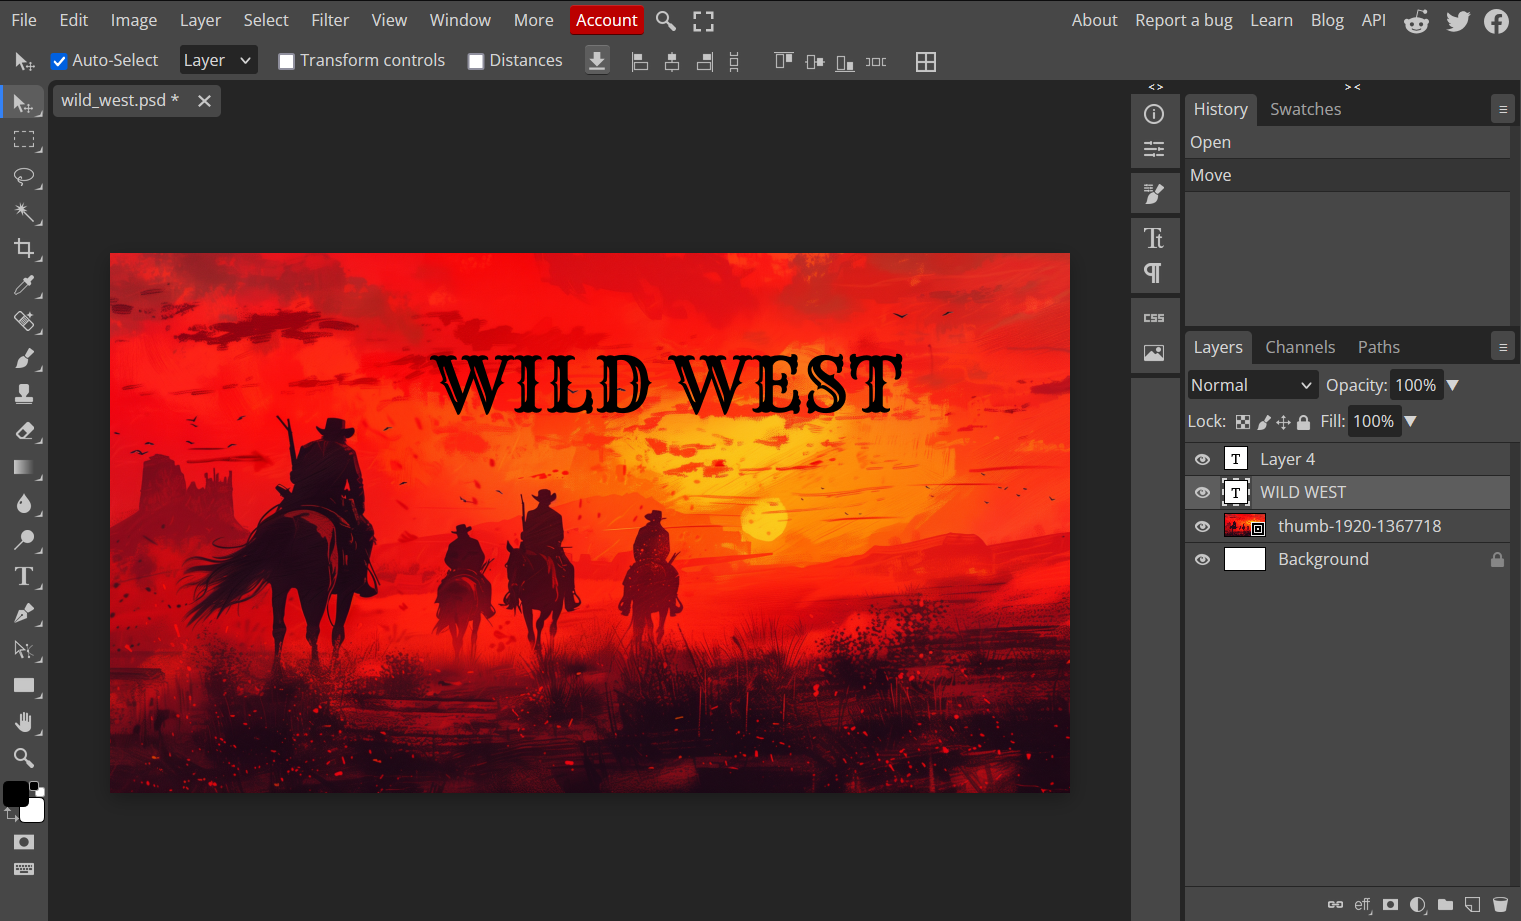 File Edit Image Layer Select Filter View Window More Account About Report a bug Learn Blog API
Auto-Select Layer Transform controls Distances
wild_west.psd *
< > > <
History Swatches
Open
Move
CSS
Layers Channels Paths
Normal Opacity: 100%
Lock: Fill: 100%
T Layer 4
T WILD WEST
thumb-1920-1367718
Background
eff
WILD WEST